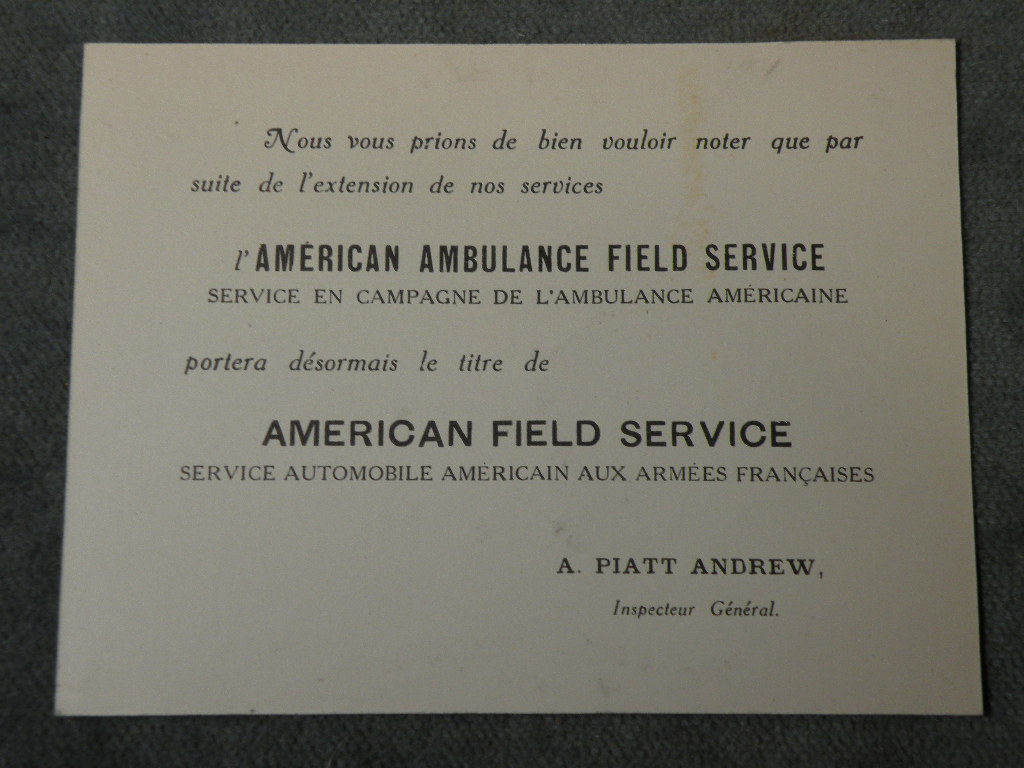 Nous vous prions de bien vouloir noter que par
suite de l'extension de nos services
l'AMÉRICAN AMBULANCE FIELD SERVICE
SERVICE EN CAMPAGNE DE L'AMBULANCE AMÉRICAINE
portera désormais le titre de
AMERICAN FIELD SERVICE
SERVICE AUTOMOBILE AMÉRICAIN AUX ARMÉES FRANÇAISES
A. PIATT ANDREW,
Inspecteur Général.